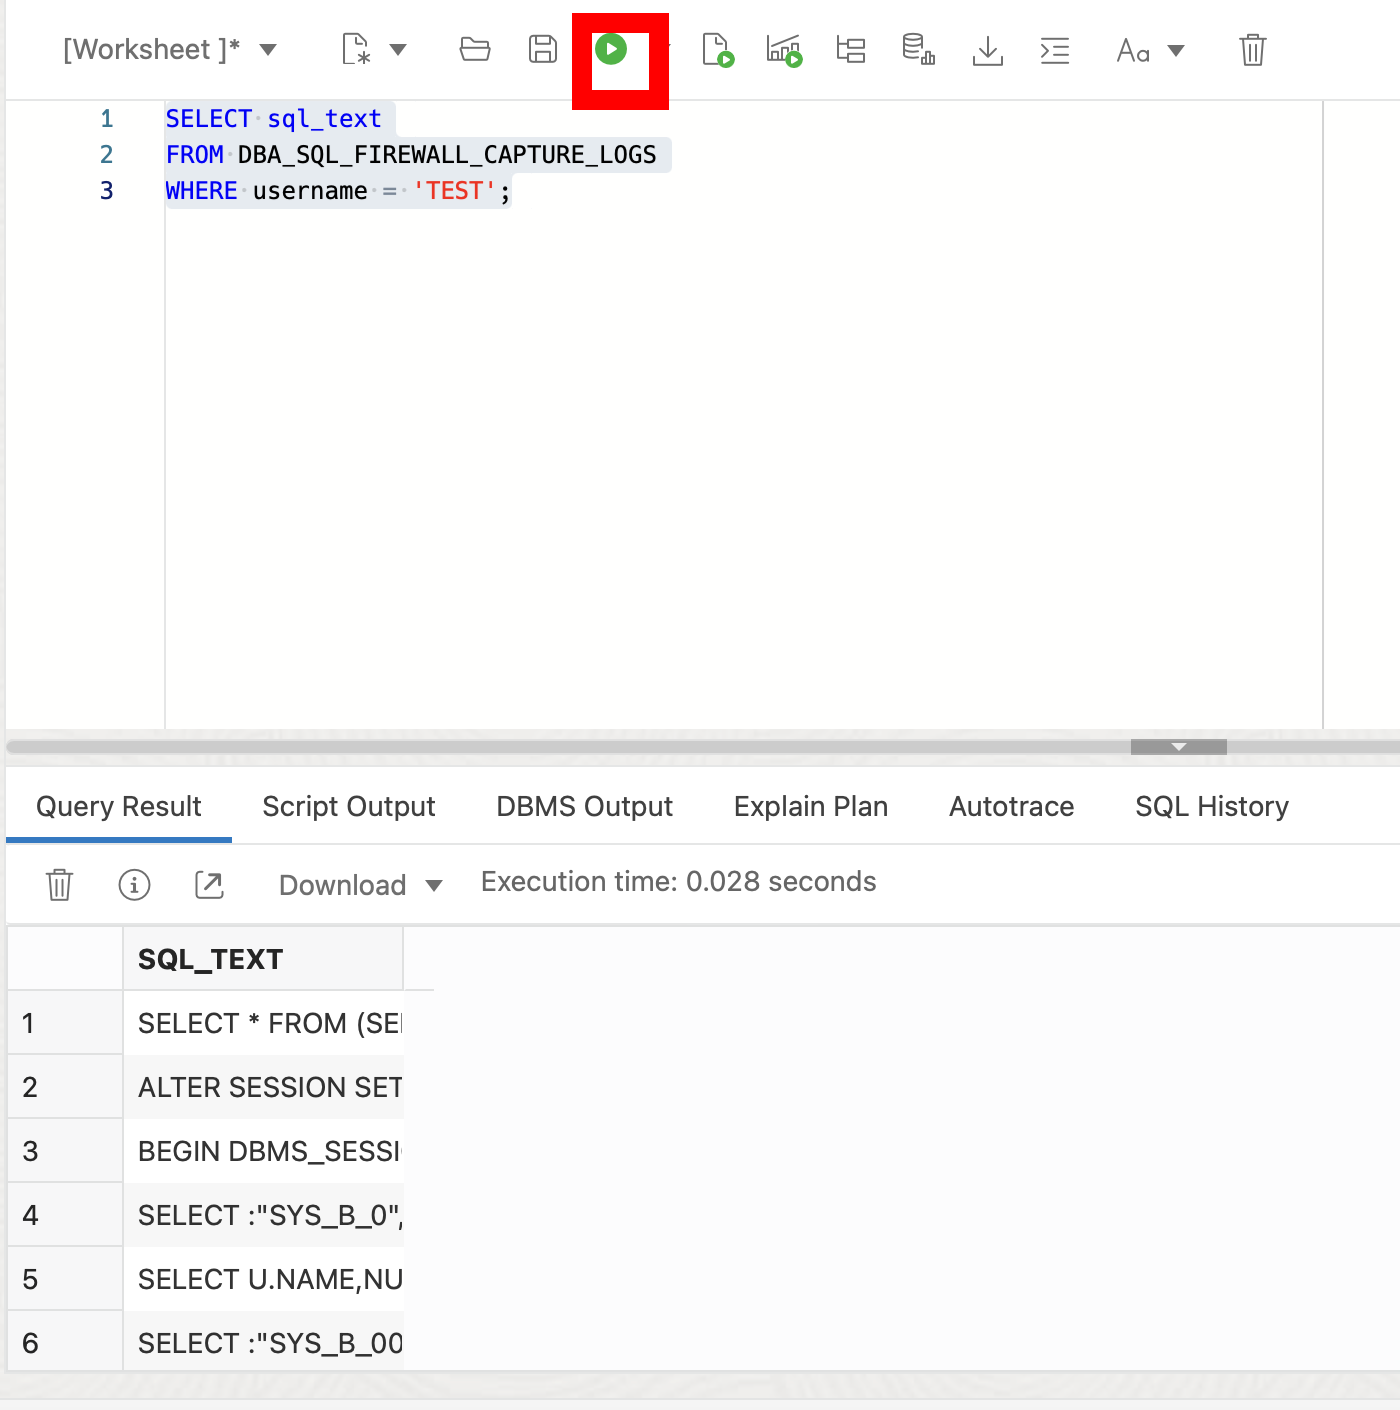 [Worksheet ]*
Aa
1 SELECT sql_text
2 FROM DBA_SQL_FIREWALL_CAPTURE_LOGS
3 WHERE username = 'TEST';
Query Result Script Output DBMS Output Explain Plan Autotrace SQL History
Download Execution time: 0.028 seconds
SQL_TEXT
1 SELECT * FROM (SE
2 ALTER SESSION SET
3 BEGIN DBMS_SESSI
4 SELECT :"SYS_B_0",
5 SELECT U.NAME,NU
6 SELECT :"SYS_B_00